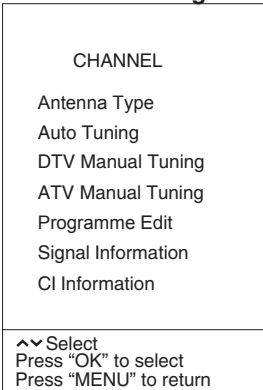 CHANNEL
Antenna Type
Auto Tuning
DTV Manual Tuning
ATV Manual Tuning
Programme Edit
Signal Information
CI Information
Select
Press “OK” to select
Press “MENU” to return